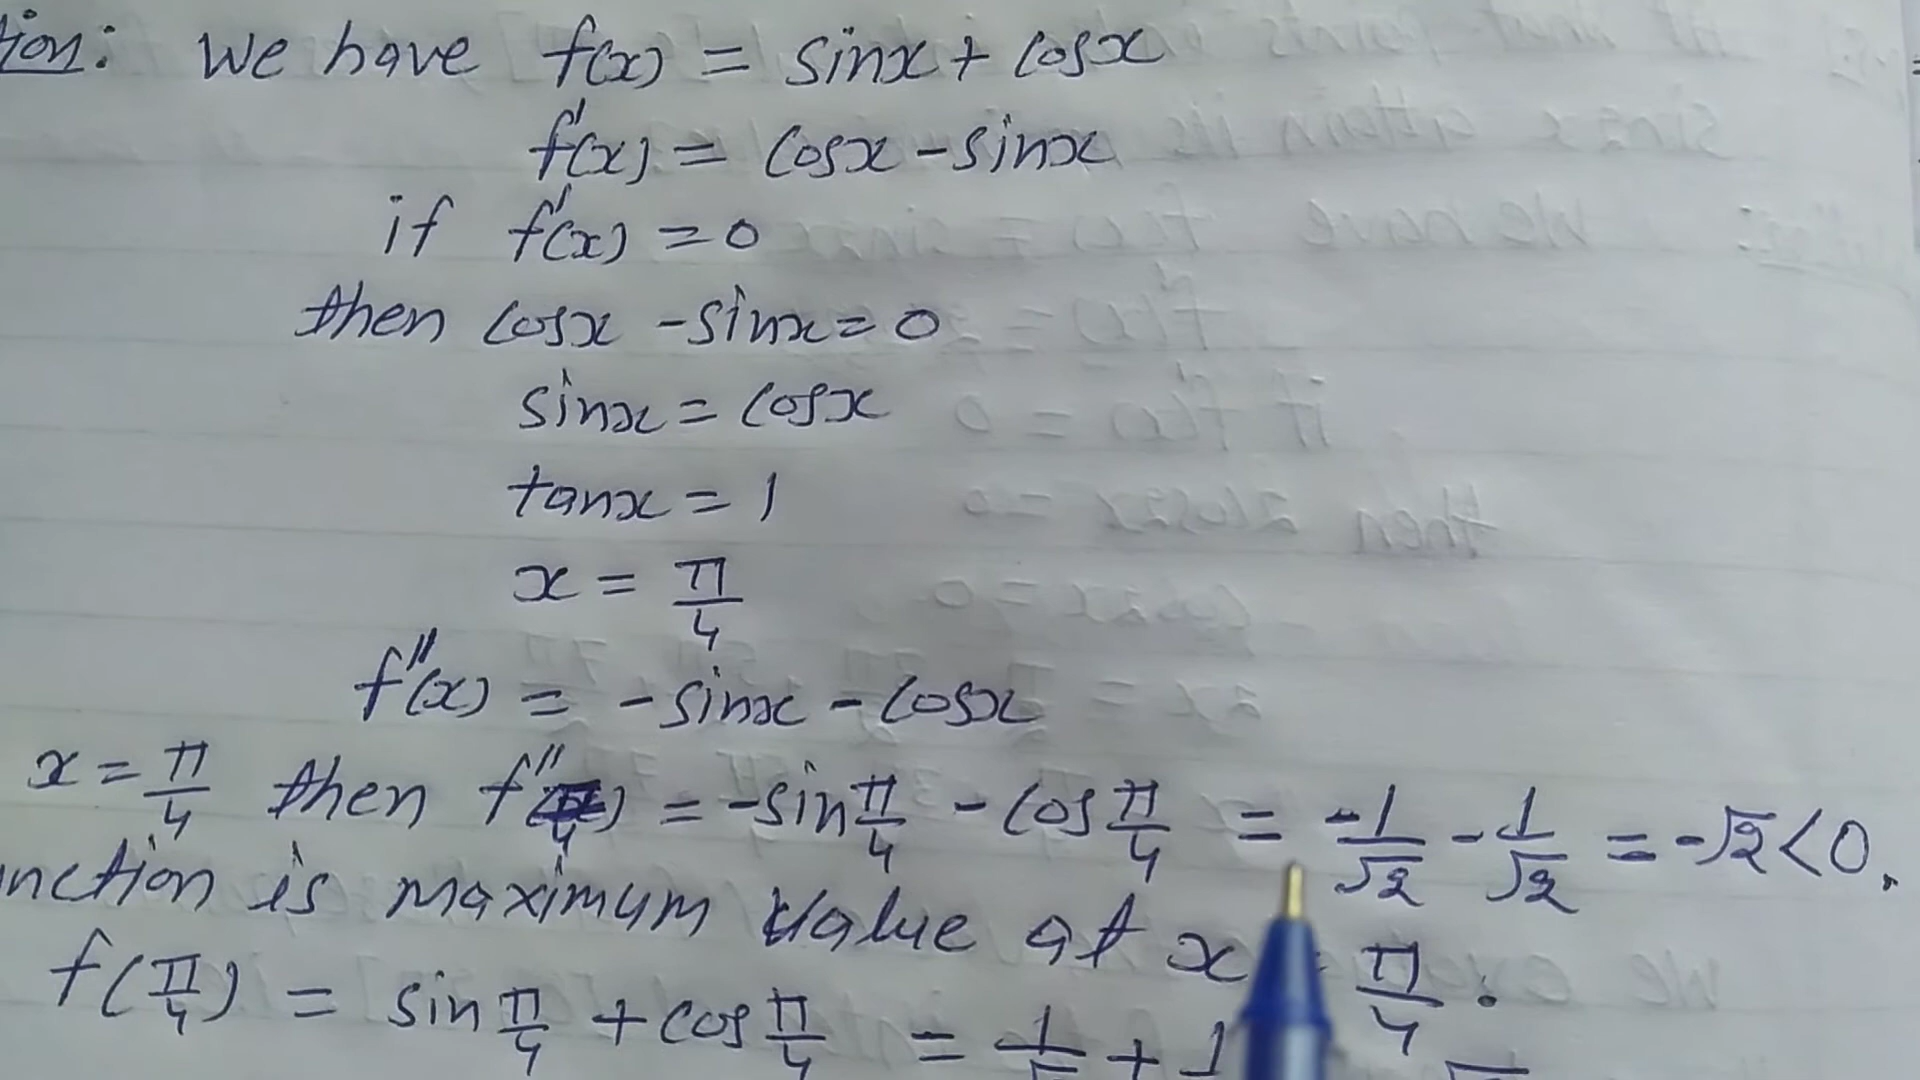 tion: we have f(x) = sinx + cosx
f'(x) = cosx - sinx
if f'(x) = 0
then cosx - sinx = 0
sinx = cosx
tanx = 1
x = π/4
f''(x) = -sinx - cosx
x = π/4 then f''(π/4) = -sin π/4 - cos π/4 = -1/√2 - 1/√2 = -√2 < 0.
nction is maximum value at x = π/4.
f(π/4) = sin π/4 + cos π/4 = 1/√ + 1